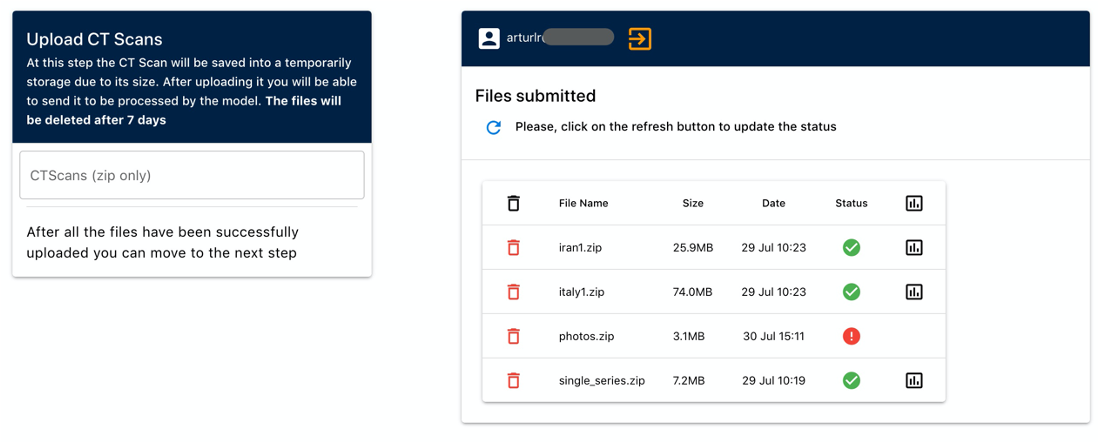 Upload CT Scans
At this step the CT Scan will be saved into a temporarily
storage due to its size. After uploading it you will be able
to send it to be processed by the model. The files will
be deleted after 7 days
CTScans (zip only)
After all the files have been successfully
uploaded you can move to the next step
Files submitted
Please, click on the refresh button to update the status
File Name Size Date Status
iran1.zip 25.9MB 29 Jul 10:23
italy1.zip 74.0MB 29 Jul 10:23
photos.zip 3.1MB 30 Jul 15:11
single_series.zip 7.2MB 29 Jul 10:19